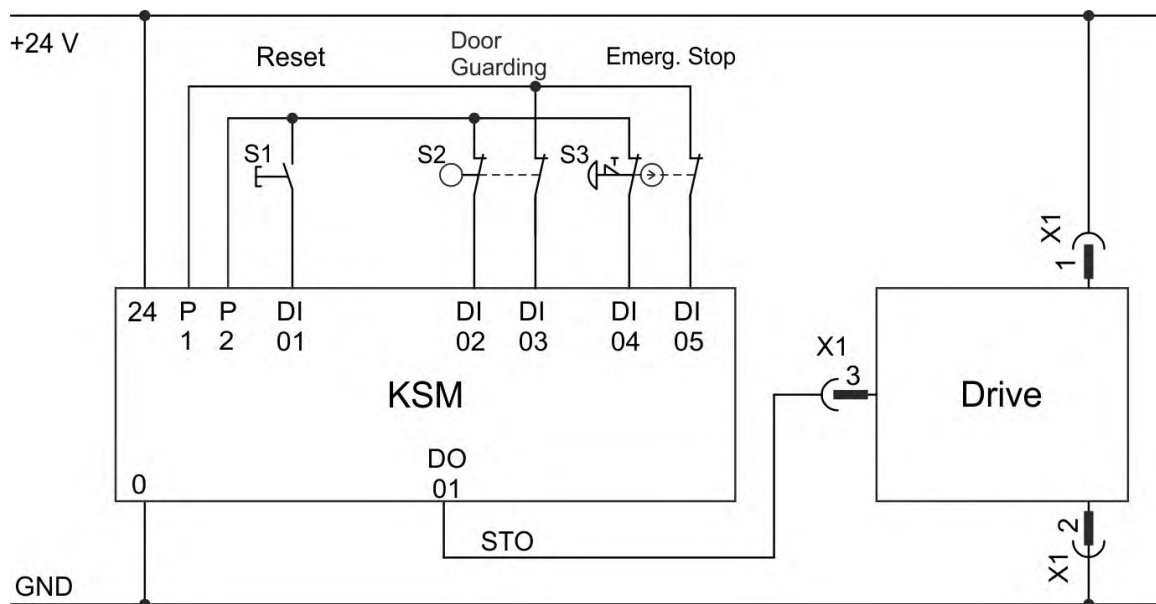 +24 V
Reset
Door
Guarding
Emerg. Stop
S1
S2
S3
24
P
1
P
2
DI
01
DI
02
DI
03
DI
04
DI
05
KSM
0
DO
01
STO
X1
3
X1
1
Drive
2
X1
GND